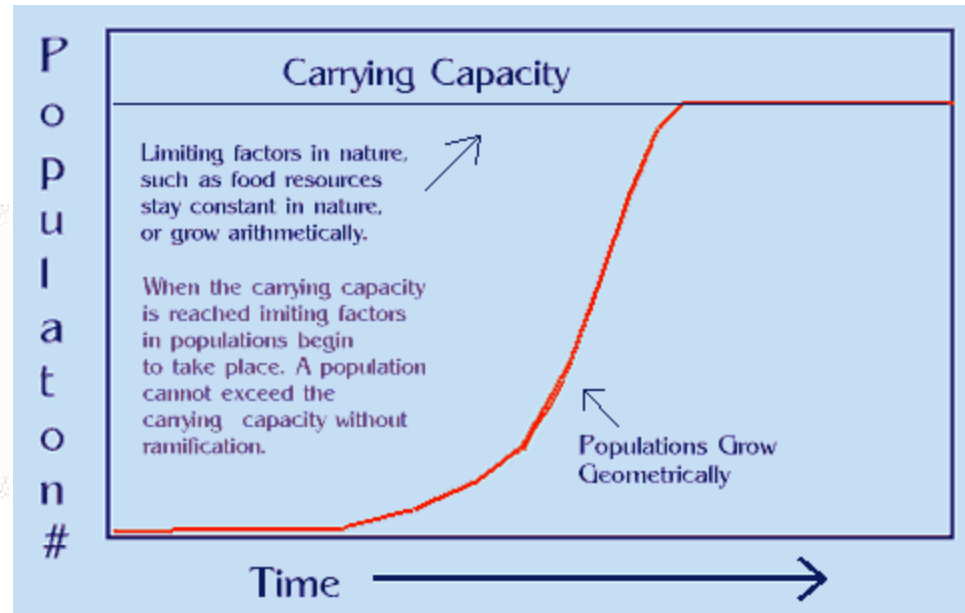 Populaton#
Carrying Capacity
Limiting factors in nature,
such as food resources
stay constant in nature,
or grow arithmetically.
When the carrying capacity
is reached imiting factors
in populations begin
to take place. A population
cannot exceed the
carrying capacity without
ramification.
Populations Grow
Geometrically
Time